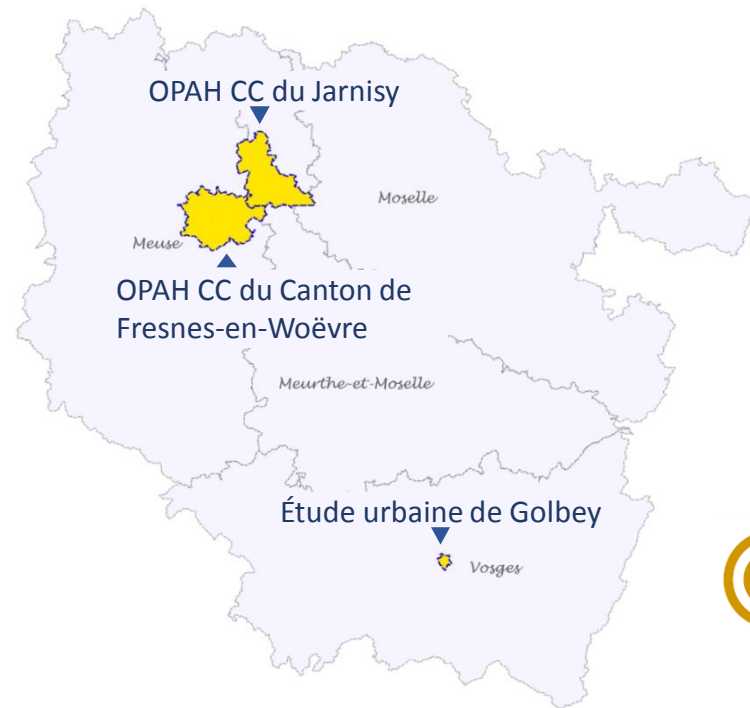 OPAH CC du Jarnisy
Moselle
Meuse
OPAH CC du Canton de
Fresnes-en-Woëvre
Meurthe-et-Moselle
Étude urbaine de Golbey
Vosges